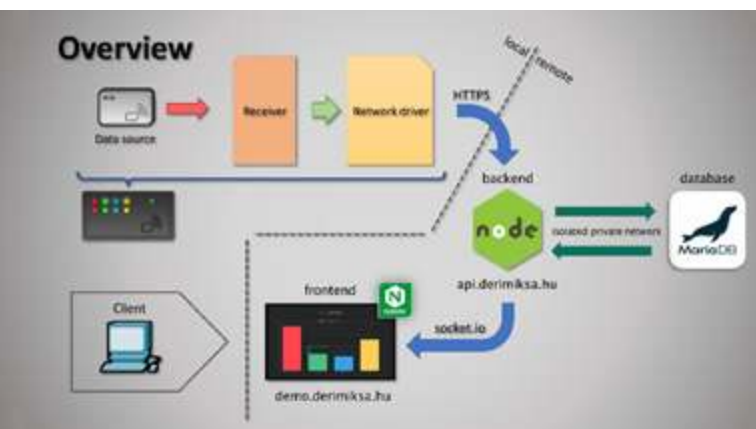 Overview
local
remote
HTTPS
Receiver
Network driver
Data source
backend
database
node
isolated private network
MariaDB
api.derimiksa.hu
frontend
Client
socket.io
demo.derimiksa.hu